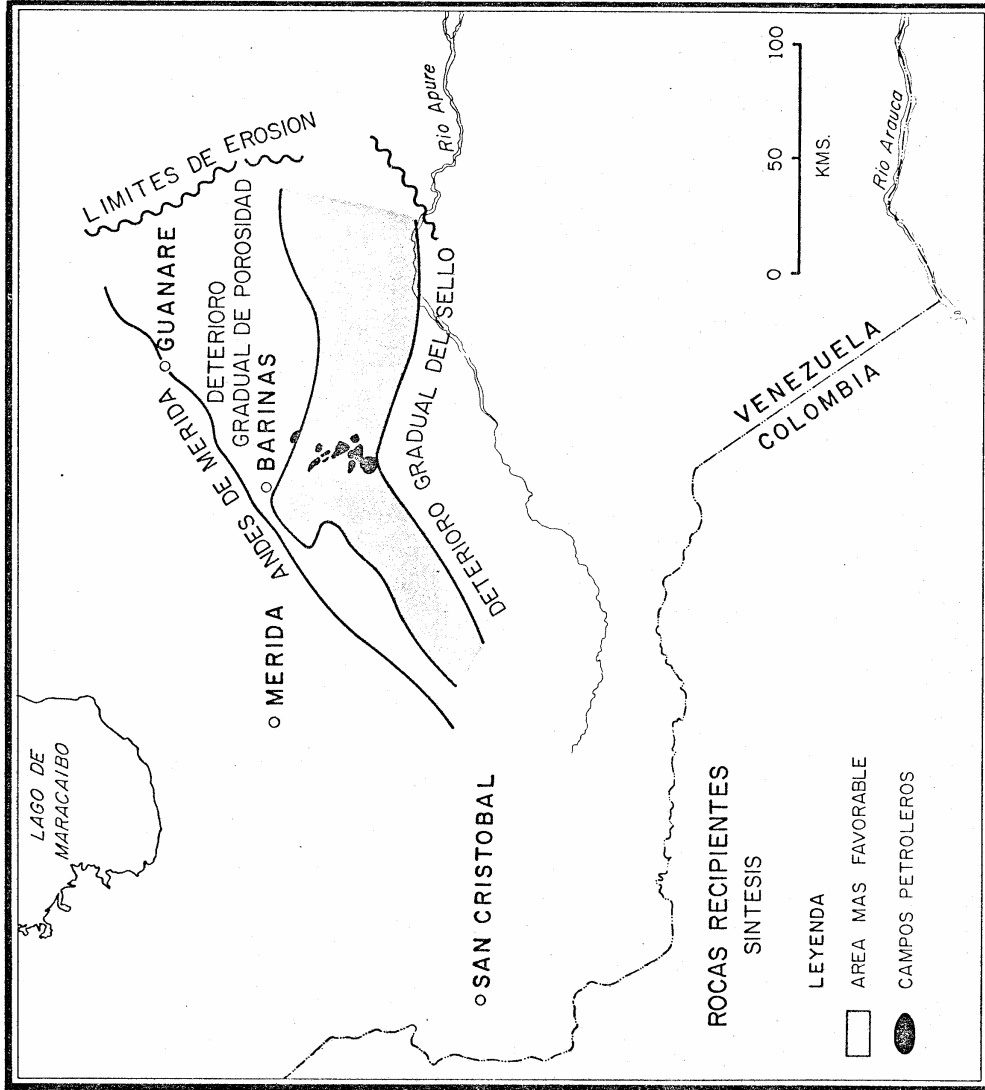 LAGO DE
MARACAIBO
LIMITES DE EROSION
GUANARE
DETERIORO
GRADUAL DE POROSIDAD
BARINAS
ANDES DE MERIDA
MERIDA
DETERIORO GRADUAL DEL SELLO
Rio Apure
SAN CRISTOBAL
VENEZUELA
COLOMBIA
Rio Arauca
0 50 100
KMS.
ROCAS RECIPIENTES
SINTESIS
LEYENDA
AREA MAS FAVORABLE
CAMPOS PETROLEROS